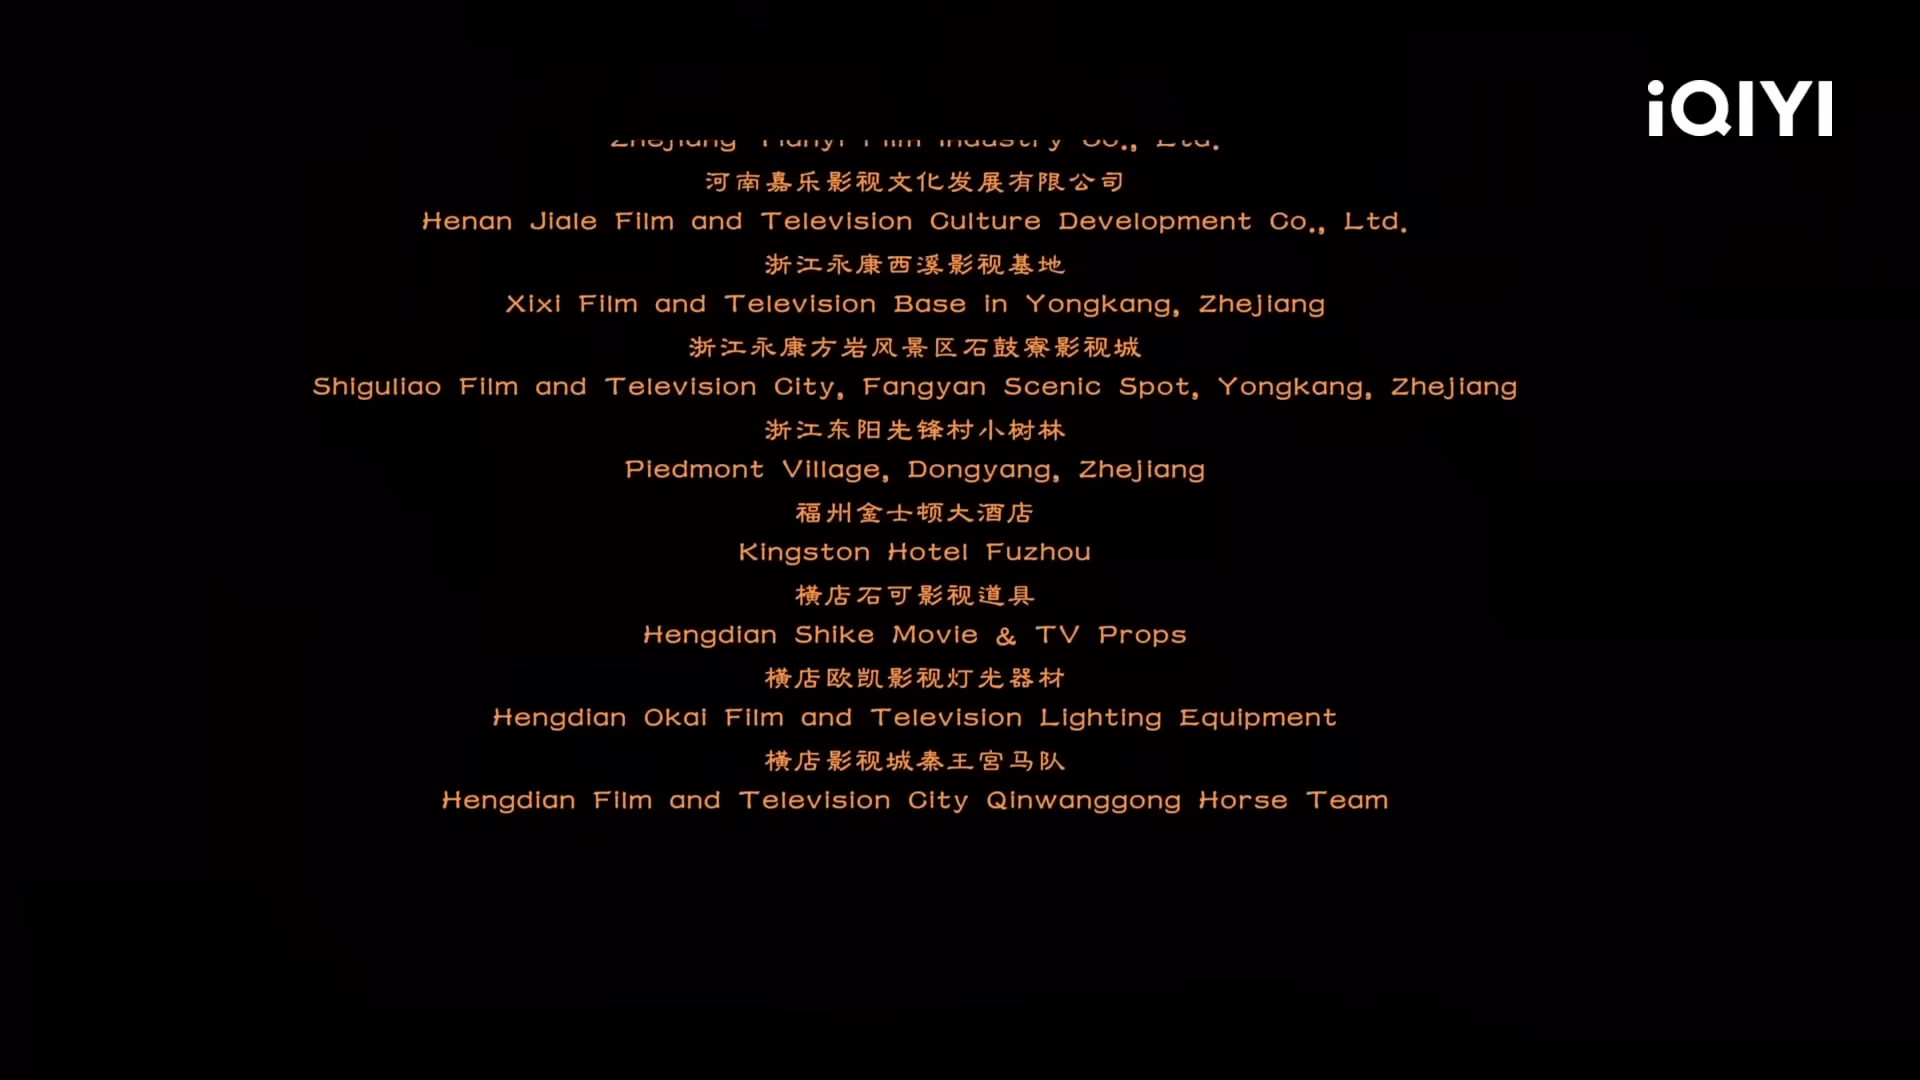 iQIYI
Zhejiang Tianyi Film Industry Co., Ltd.
河南嘉乐影视文化发展有限公司
Henan Jiale Film and Television Culture Development Co., Ltd.
浙江永康西溪影视基地
Xixi Film and Television Base in Yongkang, Zhejiang
浙江永康方岩风景区石鼓寮影视城
Shiguliao Film and Television City, Fangyan Scenic Spot, Yongkang, Zhejiang
浙江东阳先锋村小树林
Piedmont Village, Dongyang, Zhejiang
福州金士顿大酒店
Kingston Hotel Fuzhou
横店石可影视道具
Hengdian Shike Movie & TV Props
横店欧凯影视灯光器材
Hengdian Okai Film and Television Lighting Equipment
横店影视城秦王宫马队
Hengdian Film and Television City Qinwanggong Horse Team